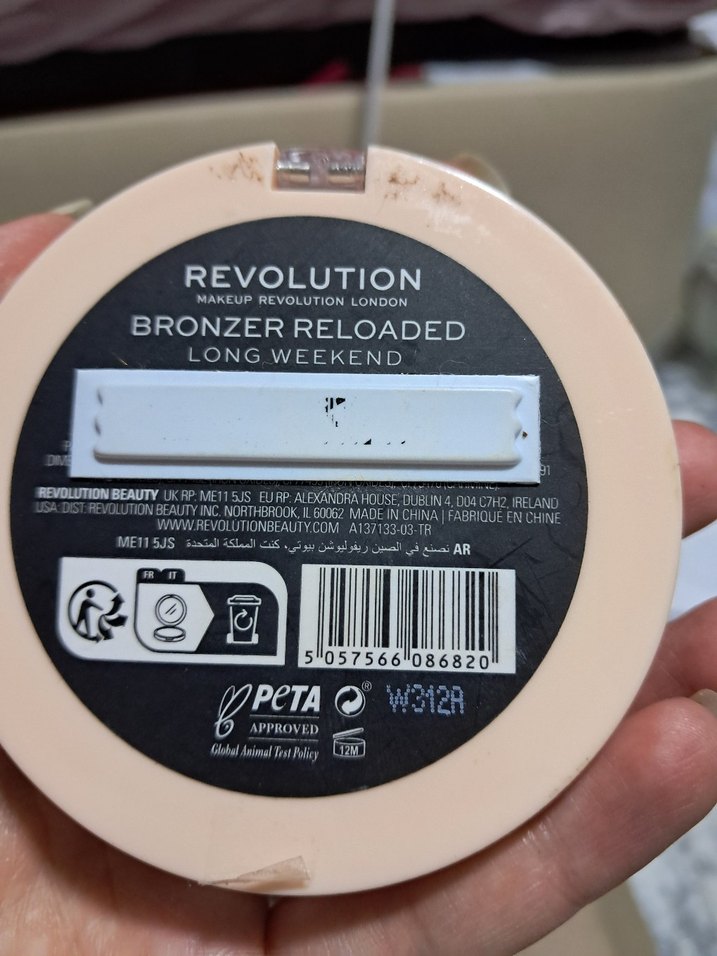 REVOLUTION
MAKEUP REVOLUTION LONDON
BRONZER RELOADED
LONG WEEKEND
REVOLUTION BEAUTY UK RP: ME11 5JS EU RP: ALEXANDRA HOUSE, DUBLIN 4, D04 C7H2, IRELAND
USA: DIST: REVOLUTION BEAUTY INC. NORTHBROOK, IL 60062 MADE IN CHINA | FABRIQUÉ EN CHINE
WWW.REVOLUTIONBEAUTY.COM A137133-03-TR
AR تصنع في الصين ريفوليوشن بيوتي، كنت المملكة المتحدة ME11 5JS
FR IT
5 057566 086820
PETA
APPROVED
Global Animal Test Policy
W312A
12M